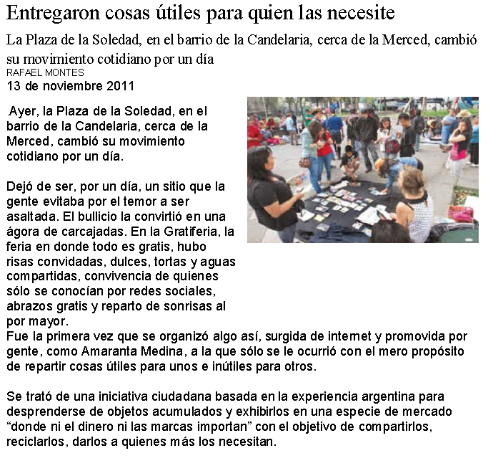 Entregaron cosas útiles para quien las necesite
La Plaza de la Soledad, en el barrio de la Candelaria, cerca de la Merced, cambió
su movimiento cotidiano por un día
RAFAEL MONTES
13 de noviembre 2011
Ayer, la Plaza de la Soledad, en el
barrio de la Candelaria, cerca de la
Merced, cambió su movimiento
cotidiano por un día.
Dejó de ser, por un día, un sitio que la
gente evitaba por el temor a ser
asaltada. El bullicio la convirtió en una
ágora de carcajadas. En la Gratiferia, la
feria en donde todo es gratis, hubo
risas convidadas, dulces, tortas y aguas
compartidas, convivencia de quienes
sólo se conocían por redes sociales,
abrazos gratis y reparto de sonrisas al
por mayor.
Fue la primera vez que se organizó algo así, surgida de internet y promovida por
gente, como Amaranta Medina, a la que sólo se le ocurrió con el mero propósito
de repartir cosas útiles para unos e inútiles para otros.
Se trató de una iniciativa ciudadana basada en la experiencia argentina para
desprenderse de objetos acumulados y exhibirlos en una especie de mercado
“donde ni el dinero ni las marcas importan” con el objetivo de compartirlos,
reciclarlos, darlos a quienes más los necesitan.